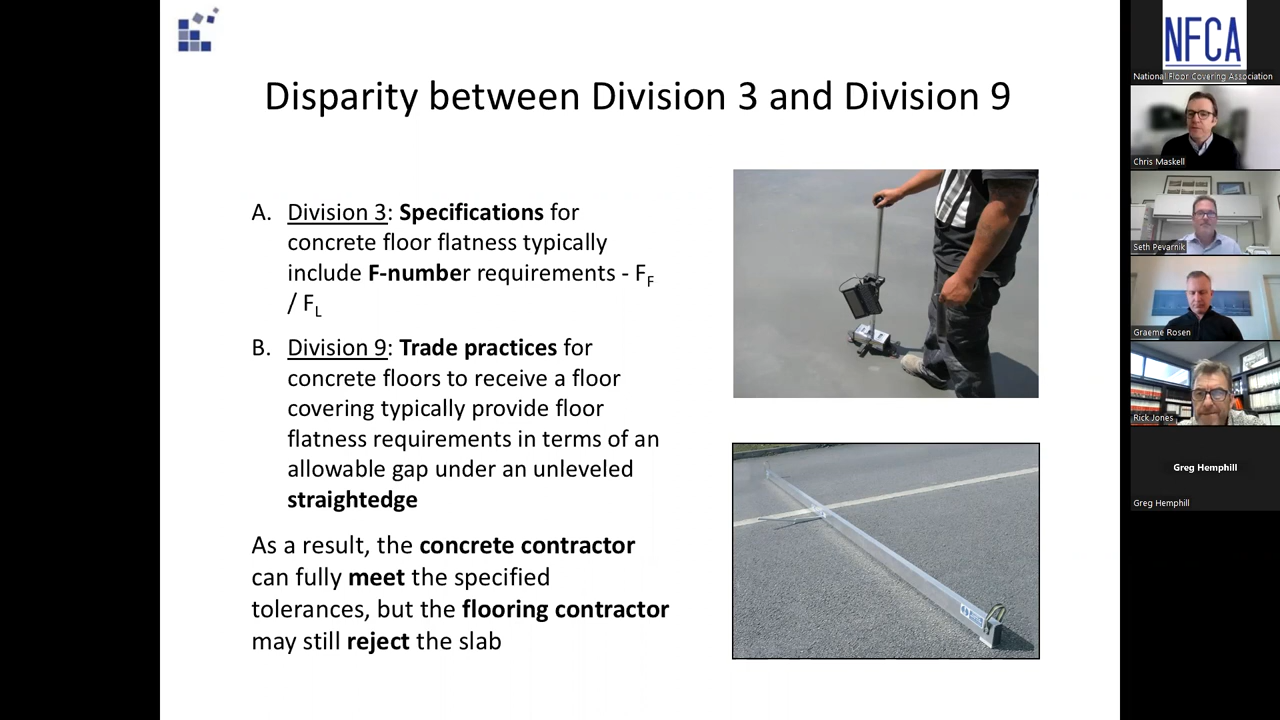 Disparity between Division 3 and Division 9
A. Division 3: Specifications for
concrete floor flatness typically
include F-number requirements - FF
/ FL
B. Division 9: Trade practices for
concrete floors to receive a floor
covering typically provide floor
flatness requirements in terms of an
allowable gap under an unleveled
straightedge
As a result, the concrete contractor
can fully meet the specified
tolerances, but the flooring contractor
may still reject the slab
NFCA
National Floor Covering Association
Chris Maskell
Seth Pevarnik
Graeme Rosen
Rick Jones
Greg Hemphill
Greg Hemphill